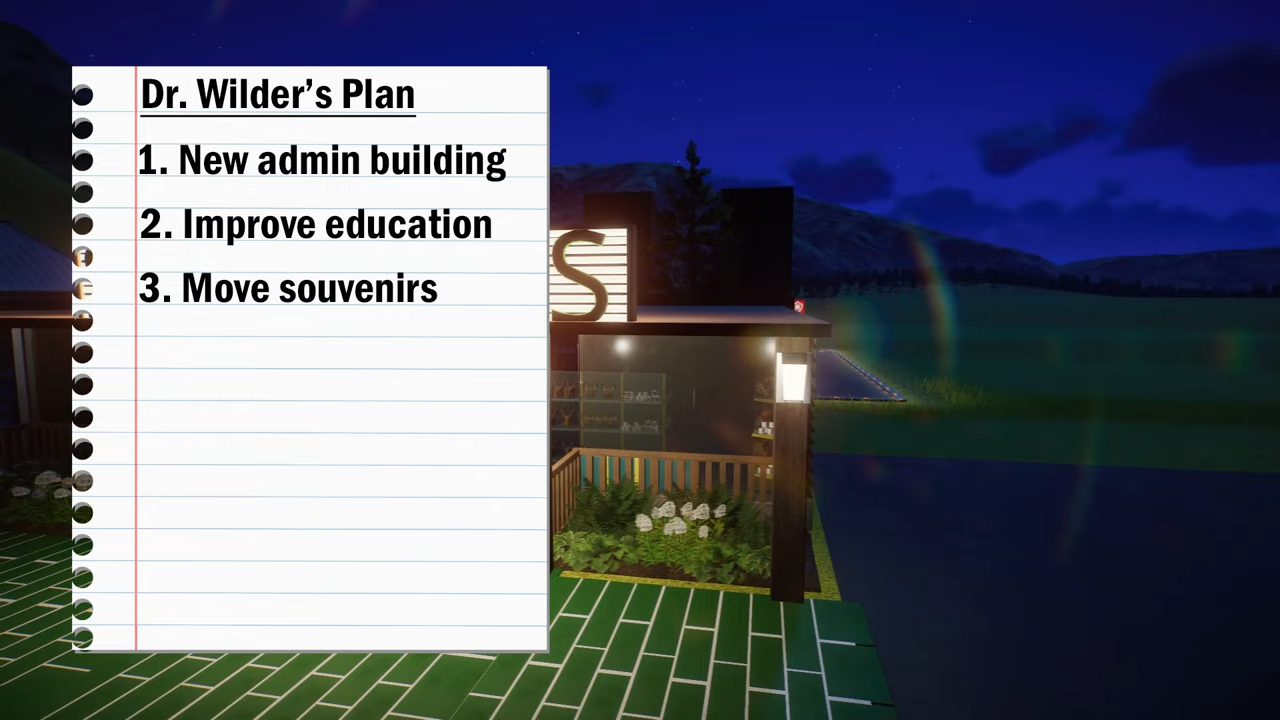 Dr. Wilder's Plan
1. New admin building
2. Improve education
3. Move souvenirs
S